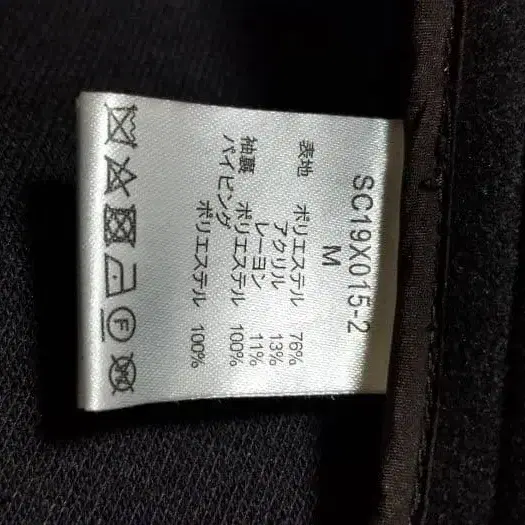 SC19X015-2
M
表地 ポリエステル 76%
アクリル 13%
レーヨン 11%
袖裏 ポリエステル 100%
パイピング
ポリエステル 100%
F